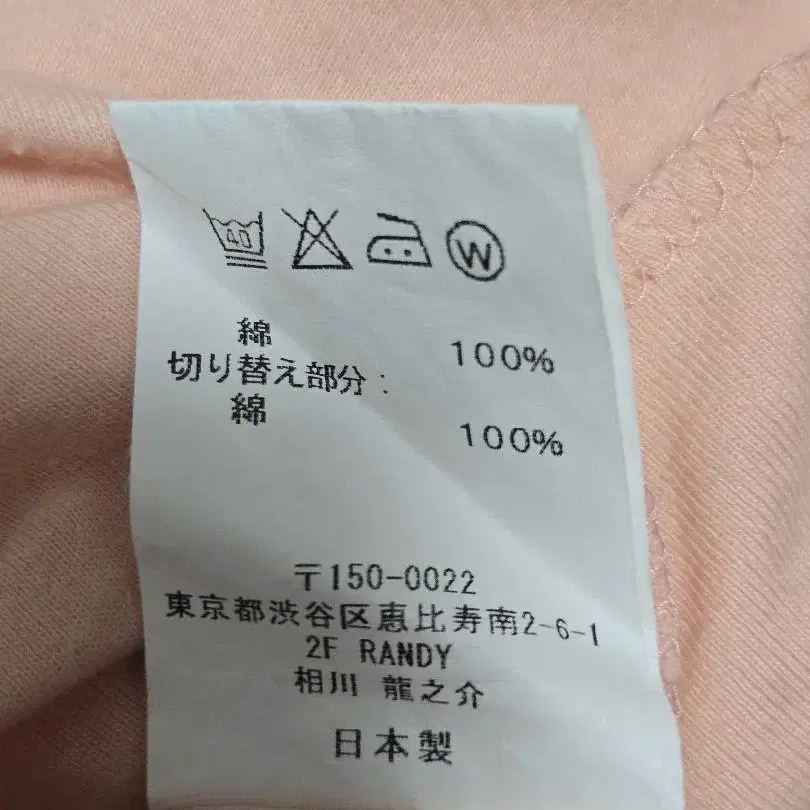 40 W
綿 100%
切り替え部分:
綿 100%
〒150-0022
東京都渋谷区恵比寿南2-6-1
2F RANDY
相川 龍之介
日本製